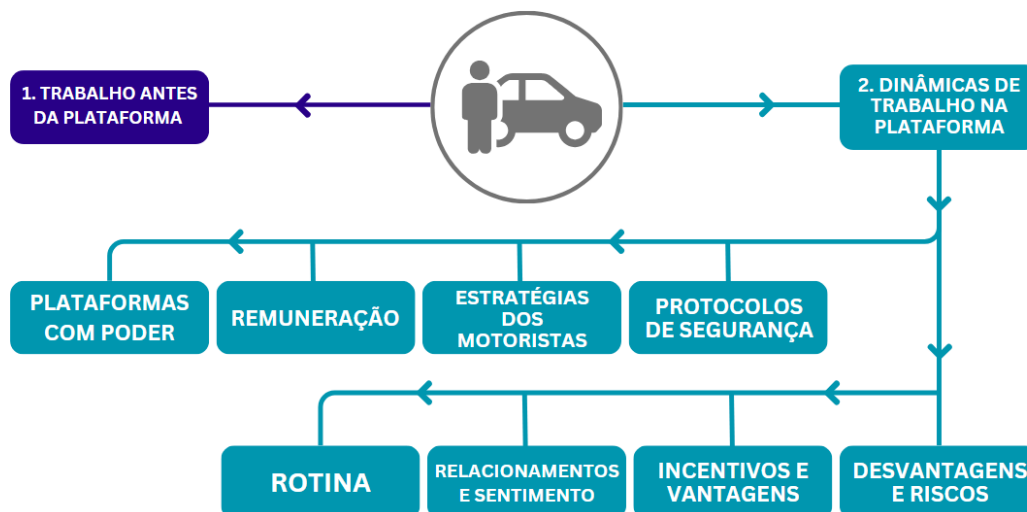 1. TRABALHO ANTES
DA PLATAFORMA
2. DINÂMICAS DE
TRABALHO NA
PLATAFORMA
PLATAFORMAS
COM PODER
REMUNERAÇÃO
ESTRATÉGIAS
DOS
MOTORISTAS
PROTOCOLOS
DE SEGURANÇA
ROTINA
RELACIONAMENTOS
E SENTIMENTO
INCENTIVOS E
VANTAGENS
DESVANTAGENS
E RISCOS